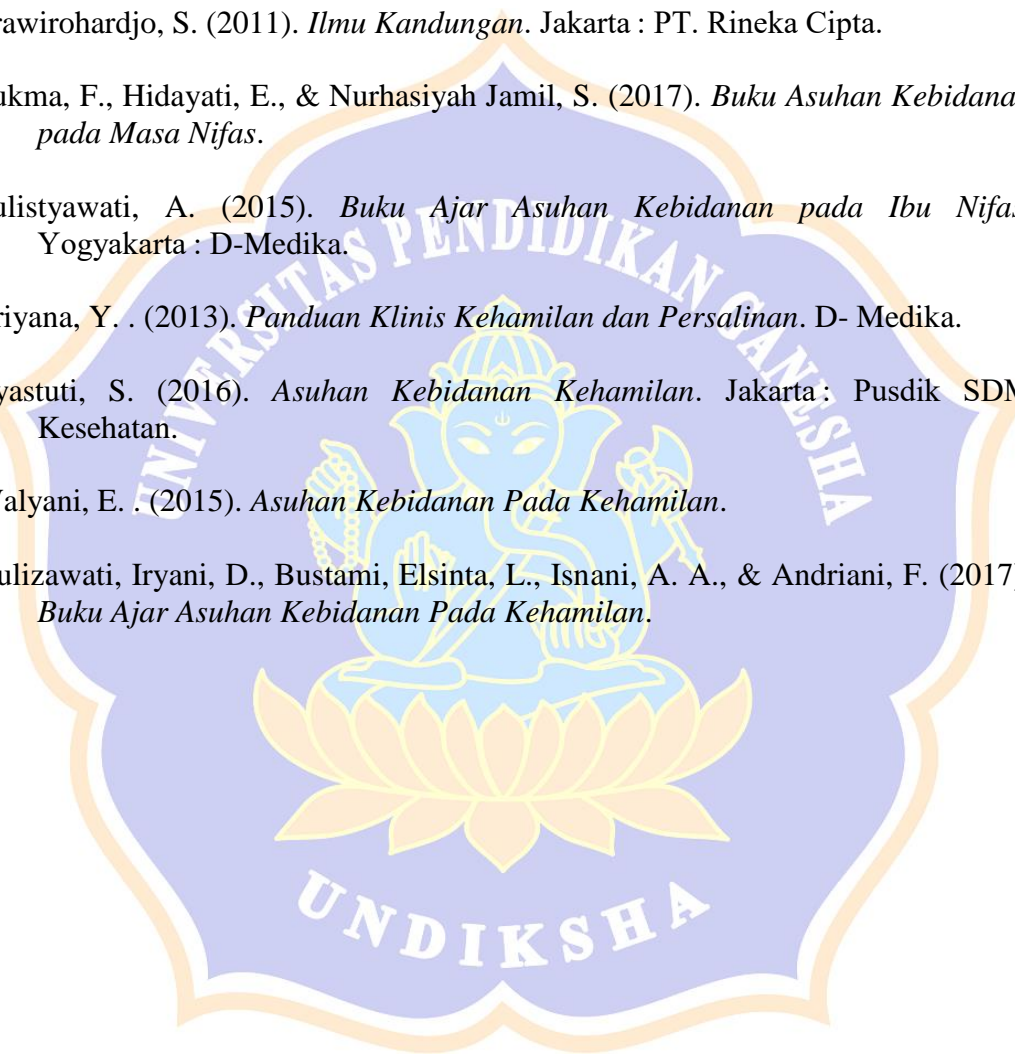 rawirohardjo, S. (2011). Ilmu Kandungan. Jakarta : PT. Rineka Cipta.
ukma, F., Hidayati, E., & Nurhasiyah Jamil, S. (2017). Buku Asuhan Kebidana
pada Masa Nifas.
ulistyawati, A. (2015). Buku Ajar Asuhan Kebidanan pada Ibu Nifas
Yogyakarta : D-Medika.
riyana, Y. . (2013). Panduan Klinis Kehamilan dan Persalinan. D- Medika.
yastuti, S. (2016). Asuhan Kebidanan Kehamilan. Jakarta : Pusdik SDM
Kesehatan.
alyani, E. . (2015). Asuhan Kebidanan Pada Kehamilan.
ulizawati, Iryani, D., Bustami, Elsinta, L., Isnani, A. A., & Andriani, F. (2017)
Buku Ajar Asuhan Kebidanan Pada Kehamilan.
UNIVERSITAS PENDIDIKAN GANESHA
UNDIKSHA